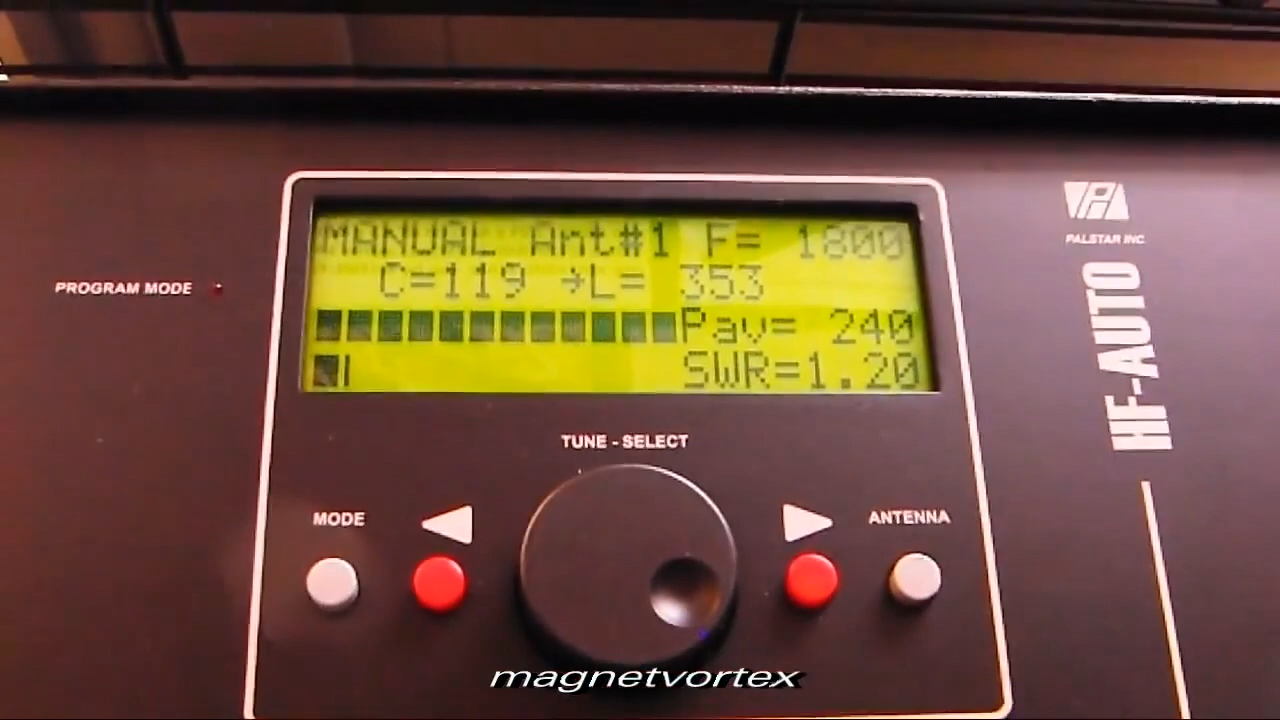 MANUAL Ant#1 F= 1800
C=119 →L= 353
Pav= 240
SWR=1.20
PROGRAM MODE
PALSTAR INC
HF-AUTO
TUNE - SELECT
MODE
ANTENNA
magnetvortex